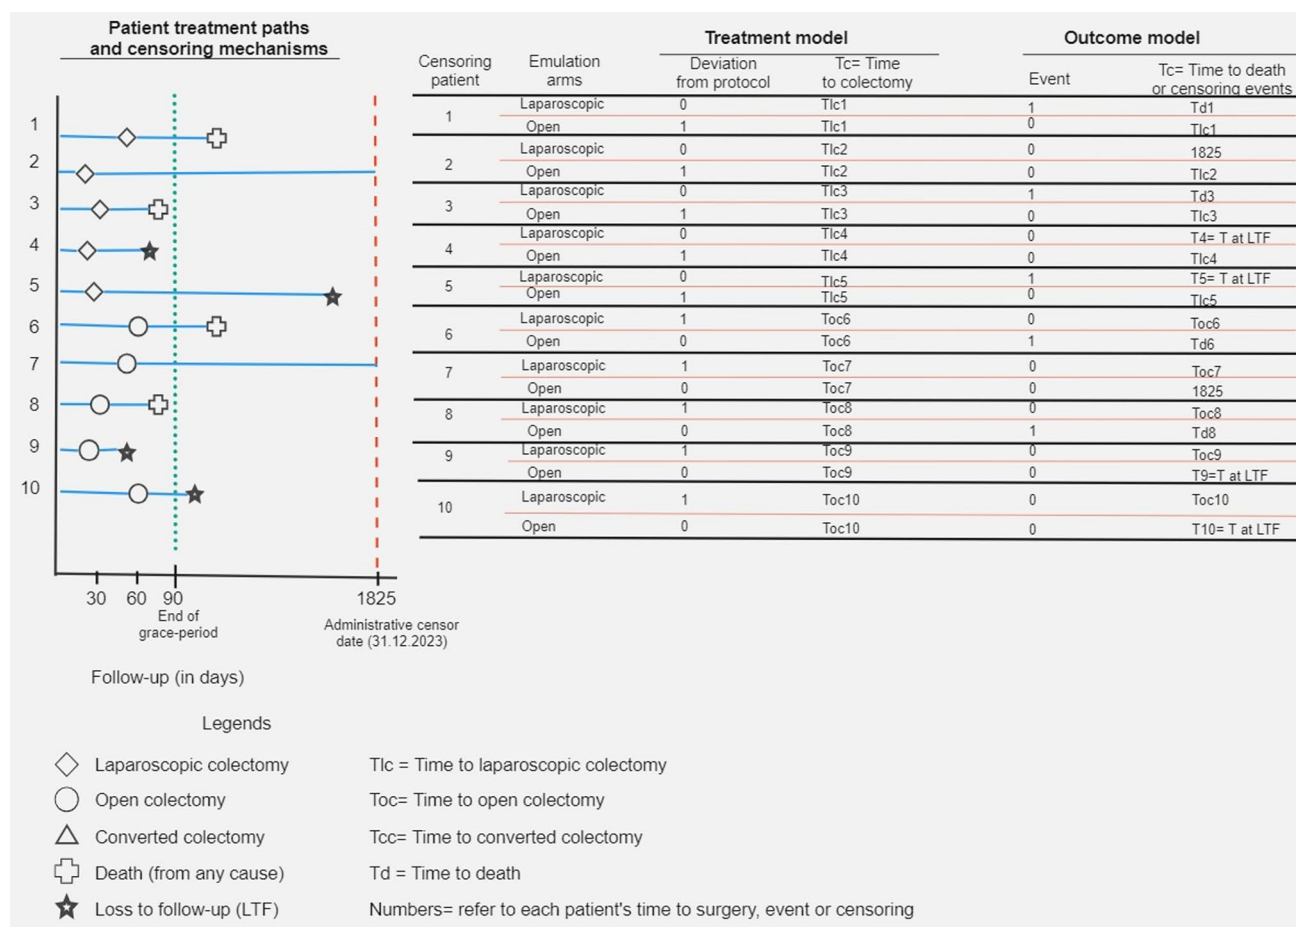 Patient treatment paths
and censoring mechanisms
Treatment model
Outcome model
Censoring
patient
Emulation
arms
Deviation
from protocol
Tc= Time
to colectomy
Event
Tc= Time to death
or censoring events
1
Laparoscopic 0 Tlc1 1 Td1
Open 1 Tlc1 0 Tlc1
2
Laparoscopic 0 Tlc2 0 1825
Open 1 Tlc2 0 Tlc2
3
Laparoscopic 0 Tlc3 1 Td3
Open 1 Tlc3 0 Tlc3
4
Laparoscopic 0 Tlc4 0 T4= T at LTF
Open 1 Tlc4 0 Tlc4
5
Laparoscopic 0 Tlc5 1 T5= T at LTF
Open 1 Tlc5 0 Tlc5
6
Laparoscopic 1 Toc6 0 Toc6
Open 0 Toc6 1 Td6
7
Laparoscopic 1 Toc7 0 Toc7
Open 0 Toc7 0 1825
8
Laparoscopic 1 Toc8 0 Toc8
Open 0 Toc8 1 Td8
9
Laparoscopic 1 Toc9 0 Toc9
Open 0 Toc9 0 T9=T at LTF
10
Laparoscopic 1 Toc10 0 Toc10
Open 0 Toc10 0 T10= T at LTF
1
2
3
4
5
6
7
8
9
10
30 60 90 1825
End of
grace-period
Administrative censor
date (31.12.2023)
Follow-up (in days)
Legends
Laparoscopic colectomy Tlc = Time to laparoscopic colectomy
Open colectomy Toc= Time to open colectomy
Converted colectomy Tcc= Time to converted colectomy
Death (from any cause) Td = Time to death
Loss to follow-up (LTF) Numbers= refer to each patient's time to surgery, event or censoring